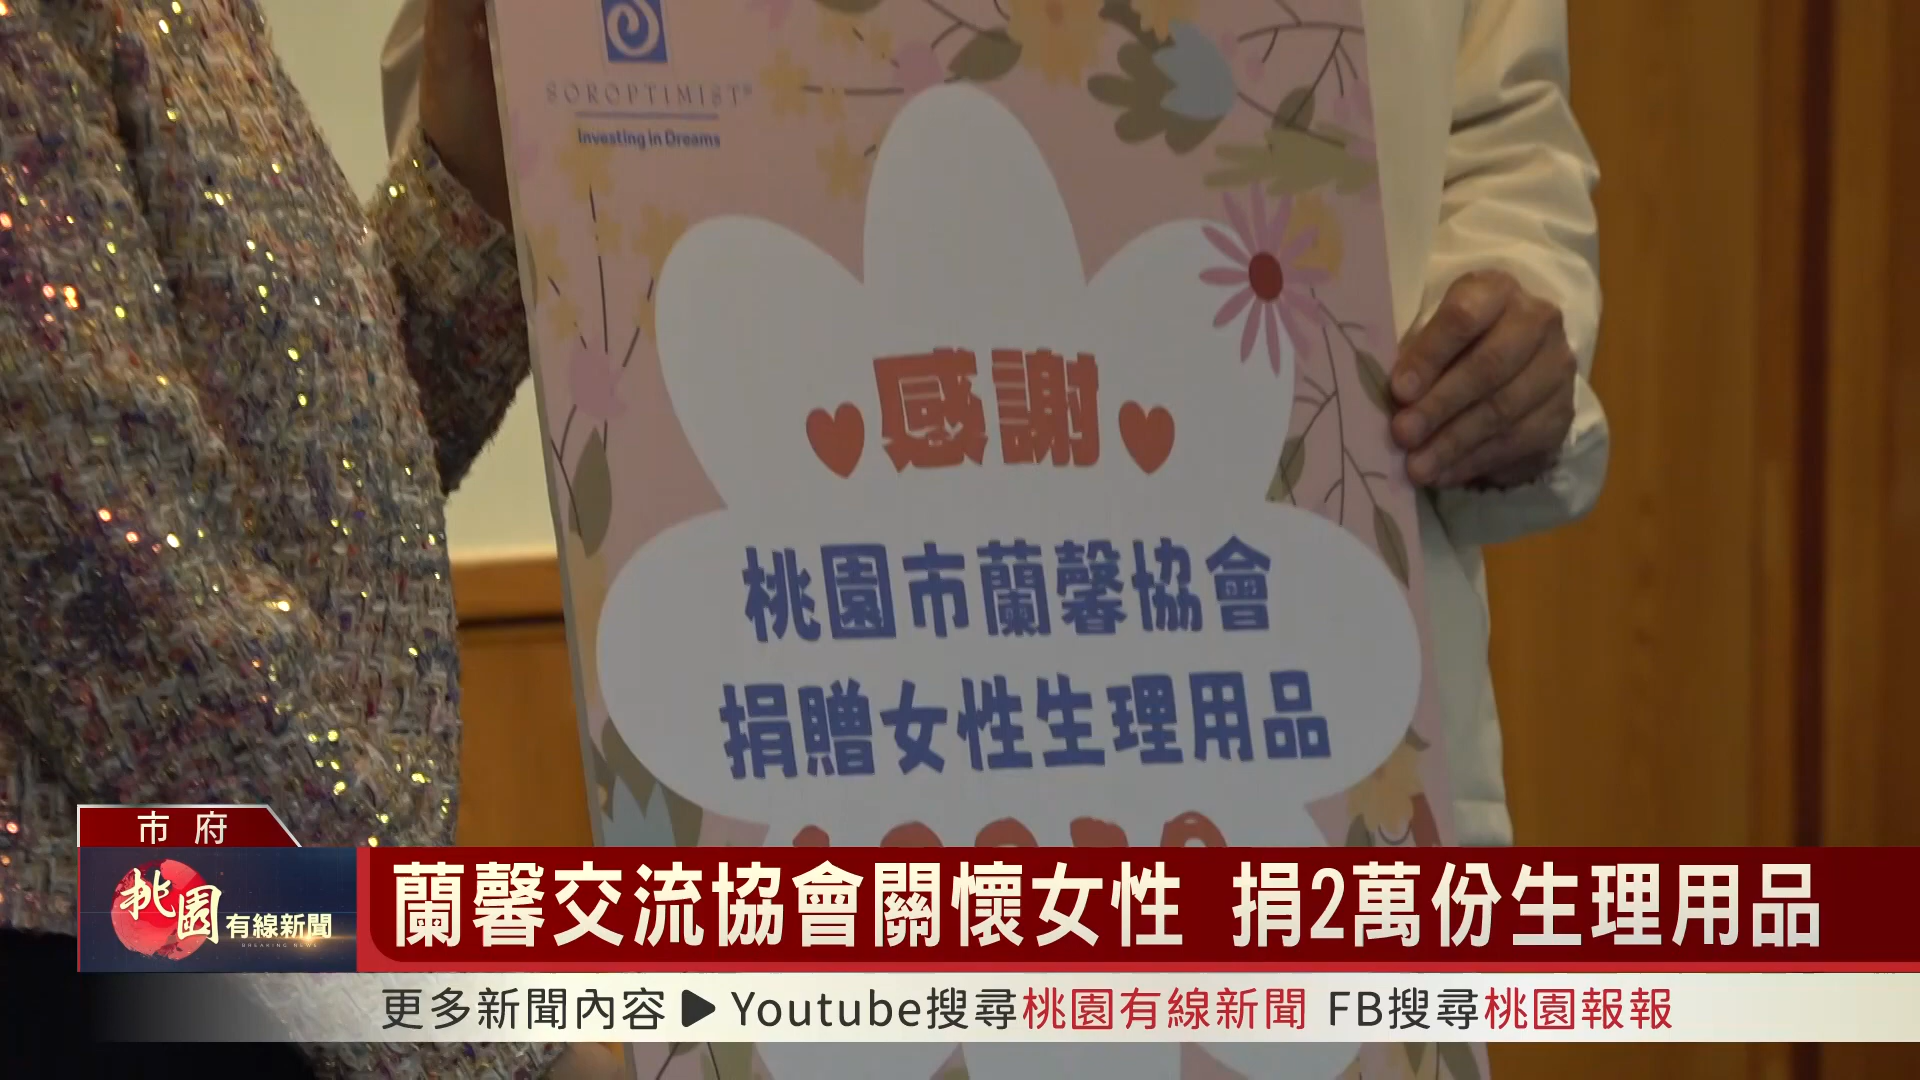 SOROPTIMIST®
Investing in Dreams
感謝
桃園市蘭馨協會
捐贈女性生理用品
市府
桃園有線新聞
BREAKING NEWS
蘭馨交流協會關懷女性 捐2萬份生理用品
更多新聞內容▶Youtube搜尋桃園有線新聞 FB搜尋桃園報報